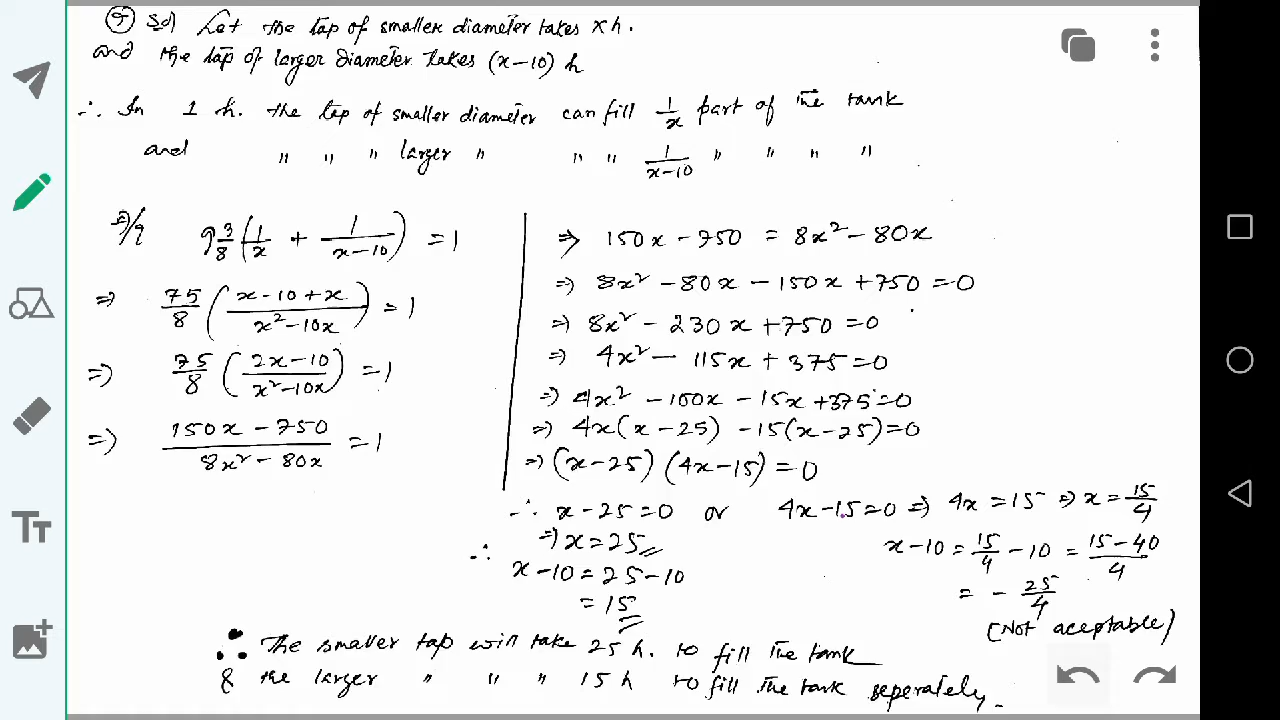 ⑨ Sol Let the tap of smaller diameter takes x h.
and the tap of larger diameter takes (x-10) h
∴ In 1 h. the tap of smaller diameter can fill 1/x part of the tank
and " " " larger " " " 1/(x-10) " " " "
9 3/8 (1/x + 1/(x-10)) = 1
⇒ 75/8 ((x-10+x)/(x²-10x)) = 1
⇒ 75/8 ((2x-10)/(x²-10x)) = 1
⇒ (150x - 750)/(8x² - 80x) = 1
⇒ 150x - 750 = 8x² - 80x
⇒ 8x² - 80x - 150x + 750 = 0
⇒ 8x² - 230x + 750 = 0
⇒ 4x² - 115x + 375 = 0
⇒ 4x² - 100x - 15x + 375 = 0
⇒ 4x(x-25) - 15(x-25) = 0
⇒ (x-25) (4x-15) = 0
∴ x-25=0 or 4x-15=0 ⇒ 4x=15 ⇒ x=15/4
⇒ x=25
∴ x-10=25-10
= 15
x-10 = 15/4 - 10 = (15-40)/4
= - 25/4
(Not aceptable)
∴ The smaller tap will take 25 h. to fill the tank
& the larger " " " 15 h to fill the tank seperately.
TT